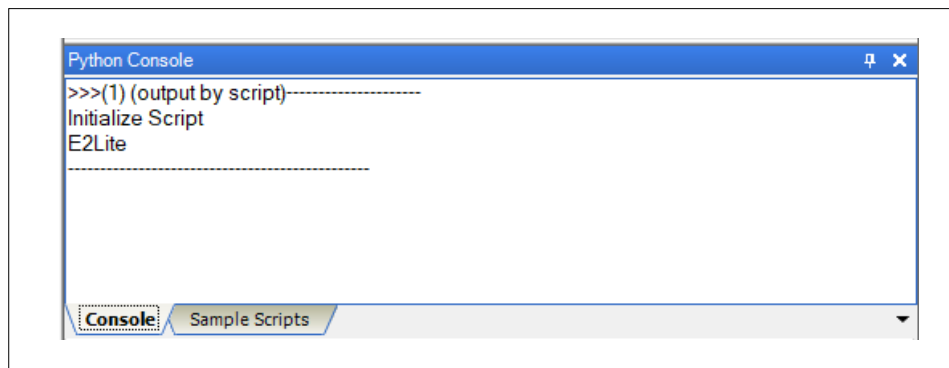 Python Console
>>>(1) (output by script)---------------------
Initialize Script
E2Lite
-----------------------------------------------
Console
Sample Scripts